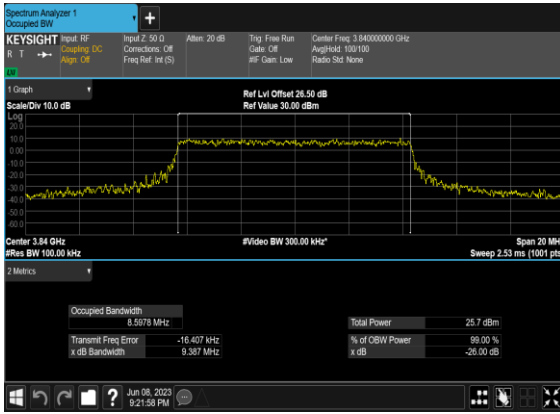 Spectrum Analyzer 1
Occupied BW
KEYSIGHT Input: RF Input Z: 50 Ω Atten: 20 dB Trig: Free Run Center Freq: 3.840000000 GHz
R T Coupling: DC Corrections: Off Gate: Off Avg|Hold: 100/100
Align: Off Freq Ref: Int (S) #IF Gain: Low Radio Std: None
LW
1 Graph
Ref Lvl Offset 26.50 dB
Scale/Div 10.0 dB Ref Value 30.00 dBm
Log
20.0
10.0
0.00
-10.0
-20.0
-30.0
-40.0
-50.0
-60.0
Center 3.84 GHz #Video BW 300.00 kHz* Span 20 MH
#Res BW 100.00 kHz Sweep 2.53 ms (1001 pts
2 Metrics
Occupied Bandwidth
8.5978 MHz Total Power 25.7 dBm
Transmit Freq Error -16.407 kHz % of OBW Power 99.00 %
x dB Bandwidth 9.387 MHz x dB -26.00 dB
? Jun 08, 2023
9:21:58 PM